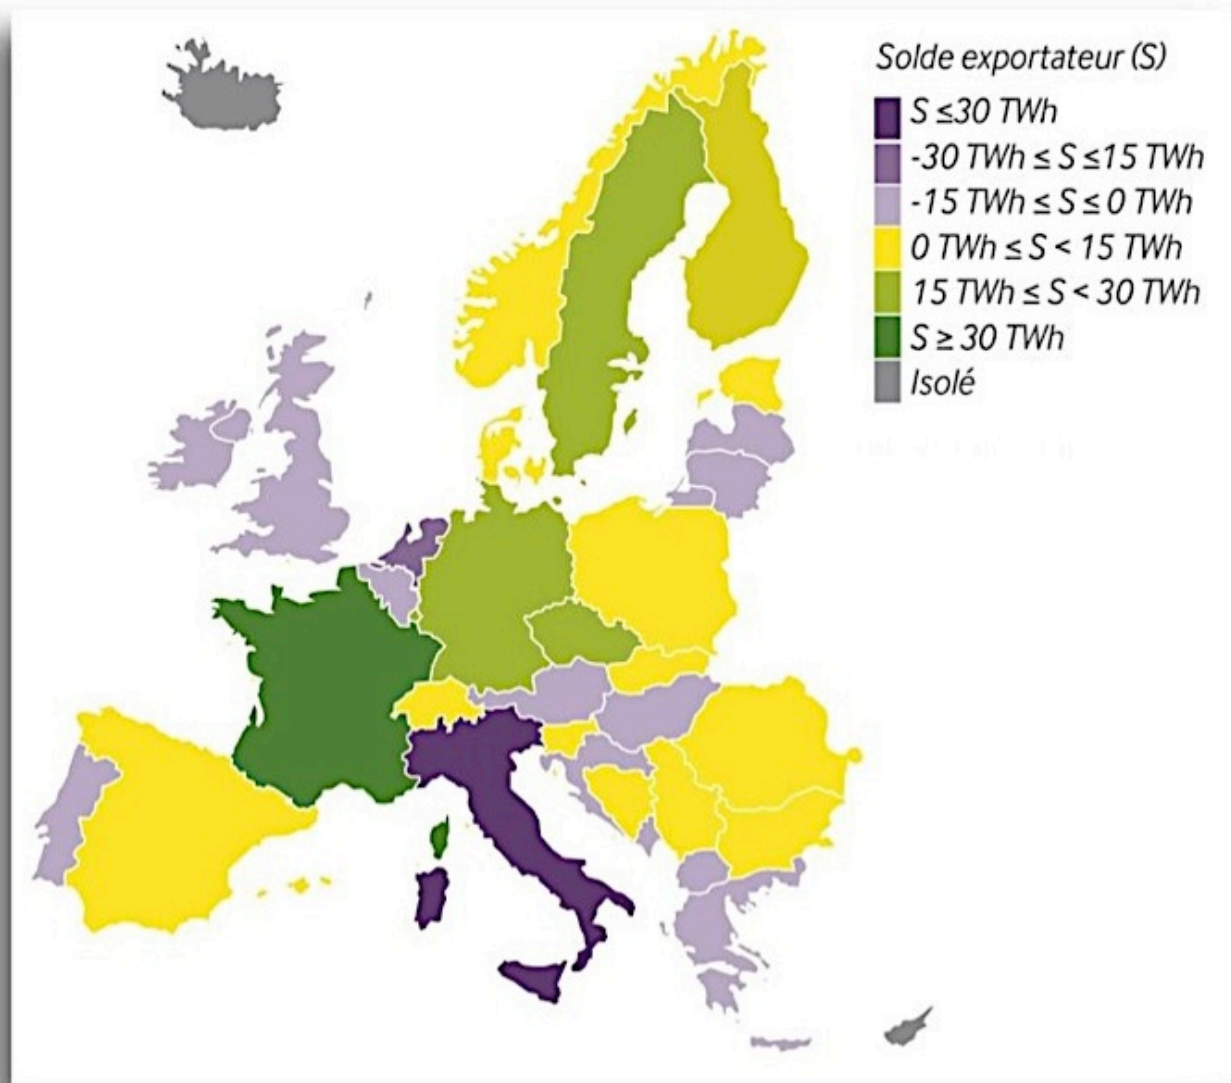 Solde exportateur (S)
S ≤30 TWh
-30 TWh ≤ S ≤15 TWh
-15 TWh ≤ S ≤ 0 TWh
0 TWh ≤ S < 15 TWh
15 TWh ≤ S < 30 TWh
S ≥ 30 TWh
Isolé